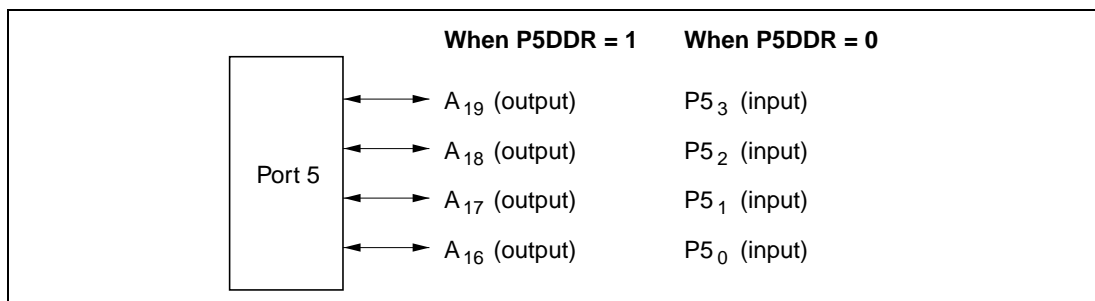 When P5DDR = 1 When P5DDR = 0
A19 (output) P53 (input)
A18 (output) P52 (input)
Port 5
A17 (output) P51 (input)
A16 (output) P50 (input)